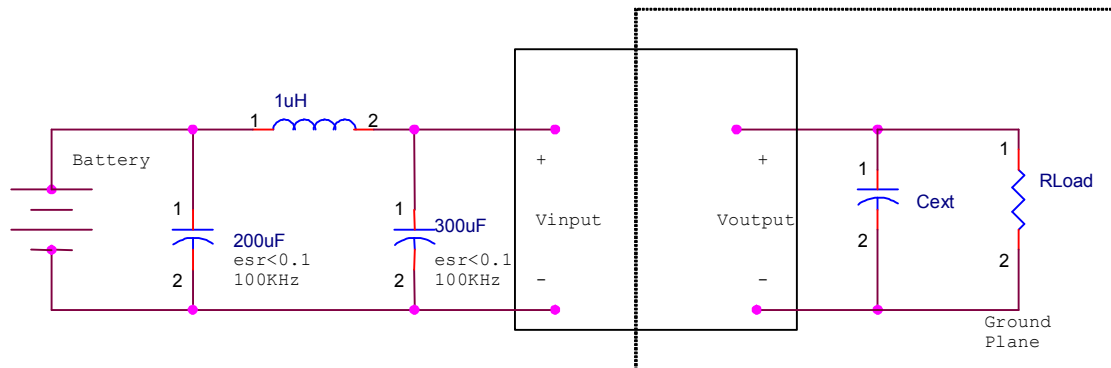 1uH
1 2
Battery
1
200uF
esr<0.1
100KHz
2
1
300uF
esr<0.1
100KHz
2
+
Vinput
-
+
Voutput
-
1
Cext
2
1
RLoad
2
Ground
Plane